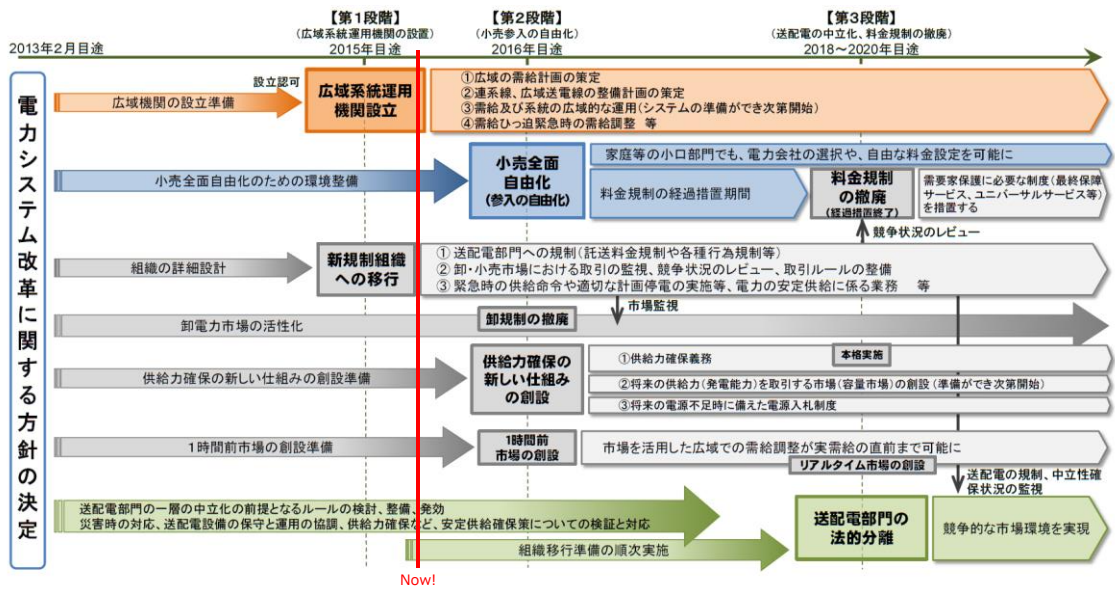 【第1段階】
(広域系統運用機関の設置)
2015年目途
【第2段階】
(小売参入の自由化)
2016年目途
【第3段階】
(送配電の中立化、料金規制の撤廃)
2018～2020年目途
2013年2月目途
電力システム改革に関する方針の決定
広域機関の設立準備
設立認可
広域系統運用
機関設立
①広域の需給計画の策定
②連系線、広域送電線の整備計画の策定
③需給及び系統の広域的な運用(システムの準備ができ次第開始)
④需給ひっ迫緊急時の需給調整 等
小売全面自由化のための環境整備
小売全面
自由化
(参入の自由化)
家庭等の小口部門でも、電力会社の選択や、自由な料金設定を可能に
料金規制の経過措置期間
料金規制
の撤廃
(経過措置終了)
需要家保護に必要な制度(最終保障
サービス、ユニバーサルサービス等)
を措置する
競争状況のレビュー
組織の詳細設計
新規制組織
への移行
① 送配電部門への規制(託送料金規制や各種行為規制等)
② 卸・小売市場における取引の監視、競争状況のレビュー、取引ルールの整備
③ 緊急時の供給命令や適切な計画停電の実施等、電力の安定供給に係る業務 等
市場監視
卸電力市場の活性化
卸規制の撤廃
供給力確保の新しい仕組みの創設準備
供給力確保の
新しい仕組み
の創設
①供給力確保義務
本格実施
②将来の供給力(発電能力)を取引する市場(容量市場)の創設(準備ができ次第開始)
③将来の電源不足時に備えた電源入札制度
1時間前市場の創設準備
1時間前
市場の創設
市場を活用した広域での需給調整が実需給の直前まで可能に
リアルタイム市場の創設
送配電の規制、中立性確
保状況の監視
送配電部門の一層の中立化の前提となるルールの検討、整備、発効
災害時の対応、送配電設備の保守と運用の協調、供給力確保など、安定供給確保策についての検証と対応
組織移行準備の順次実施
送配電部門の
法的分離
競争的な市場環境を実現
Now!